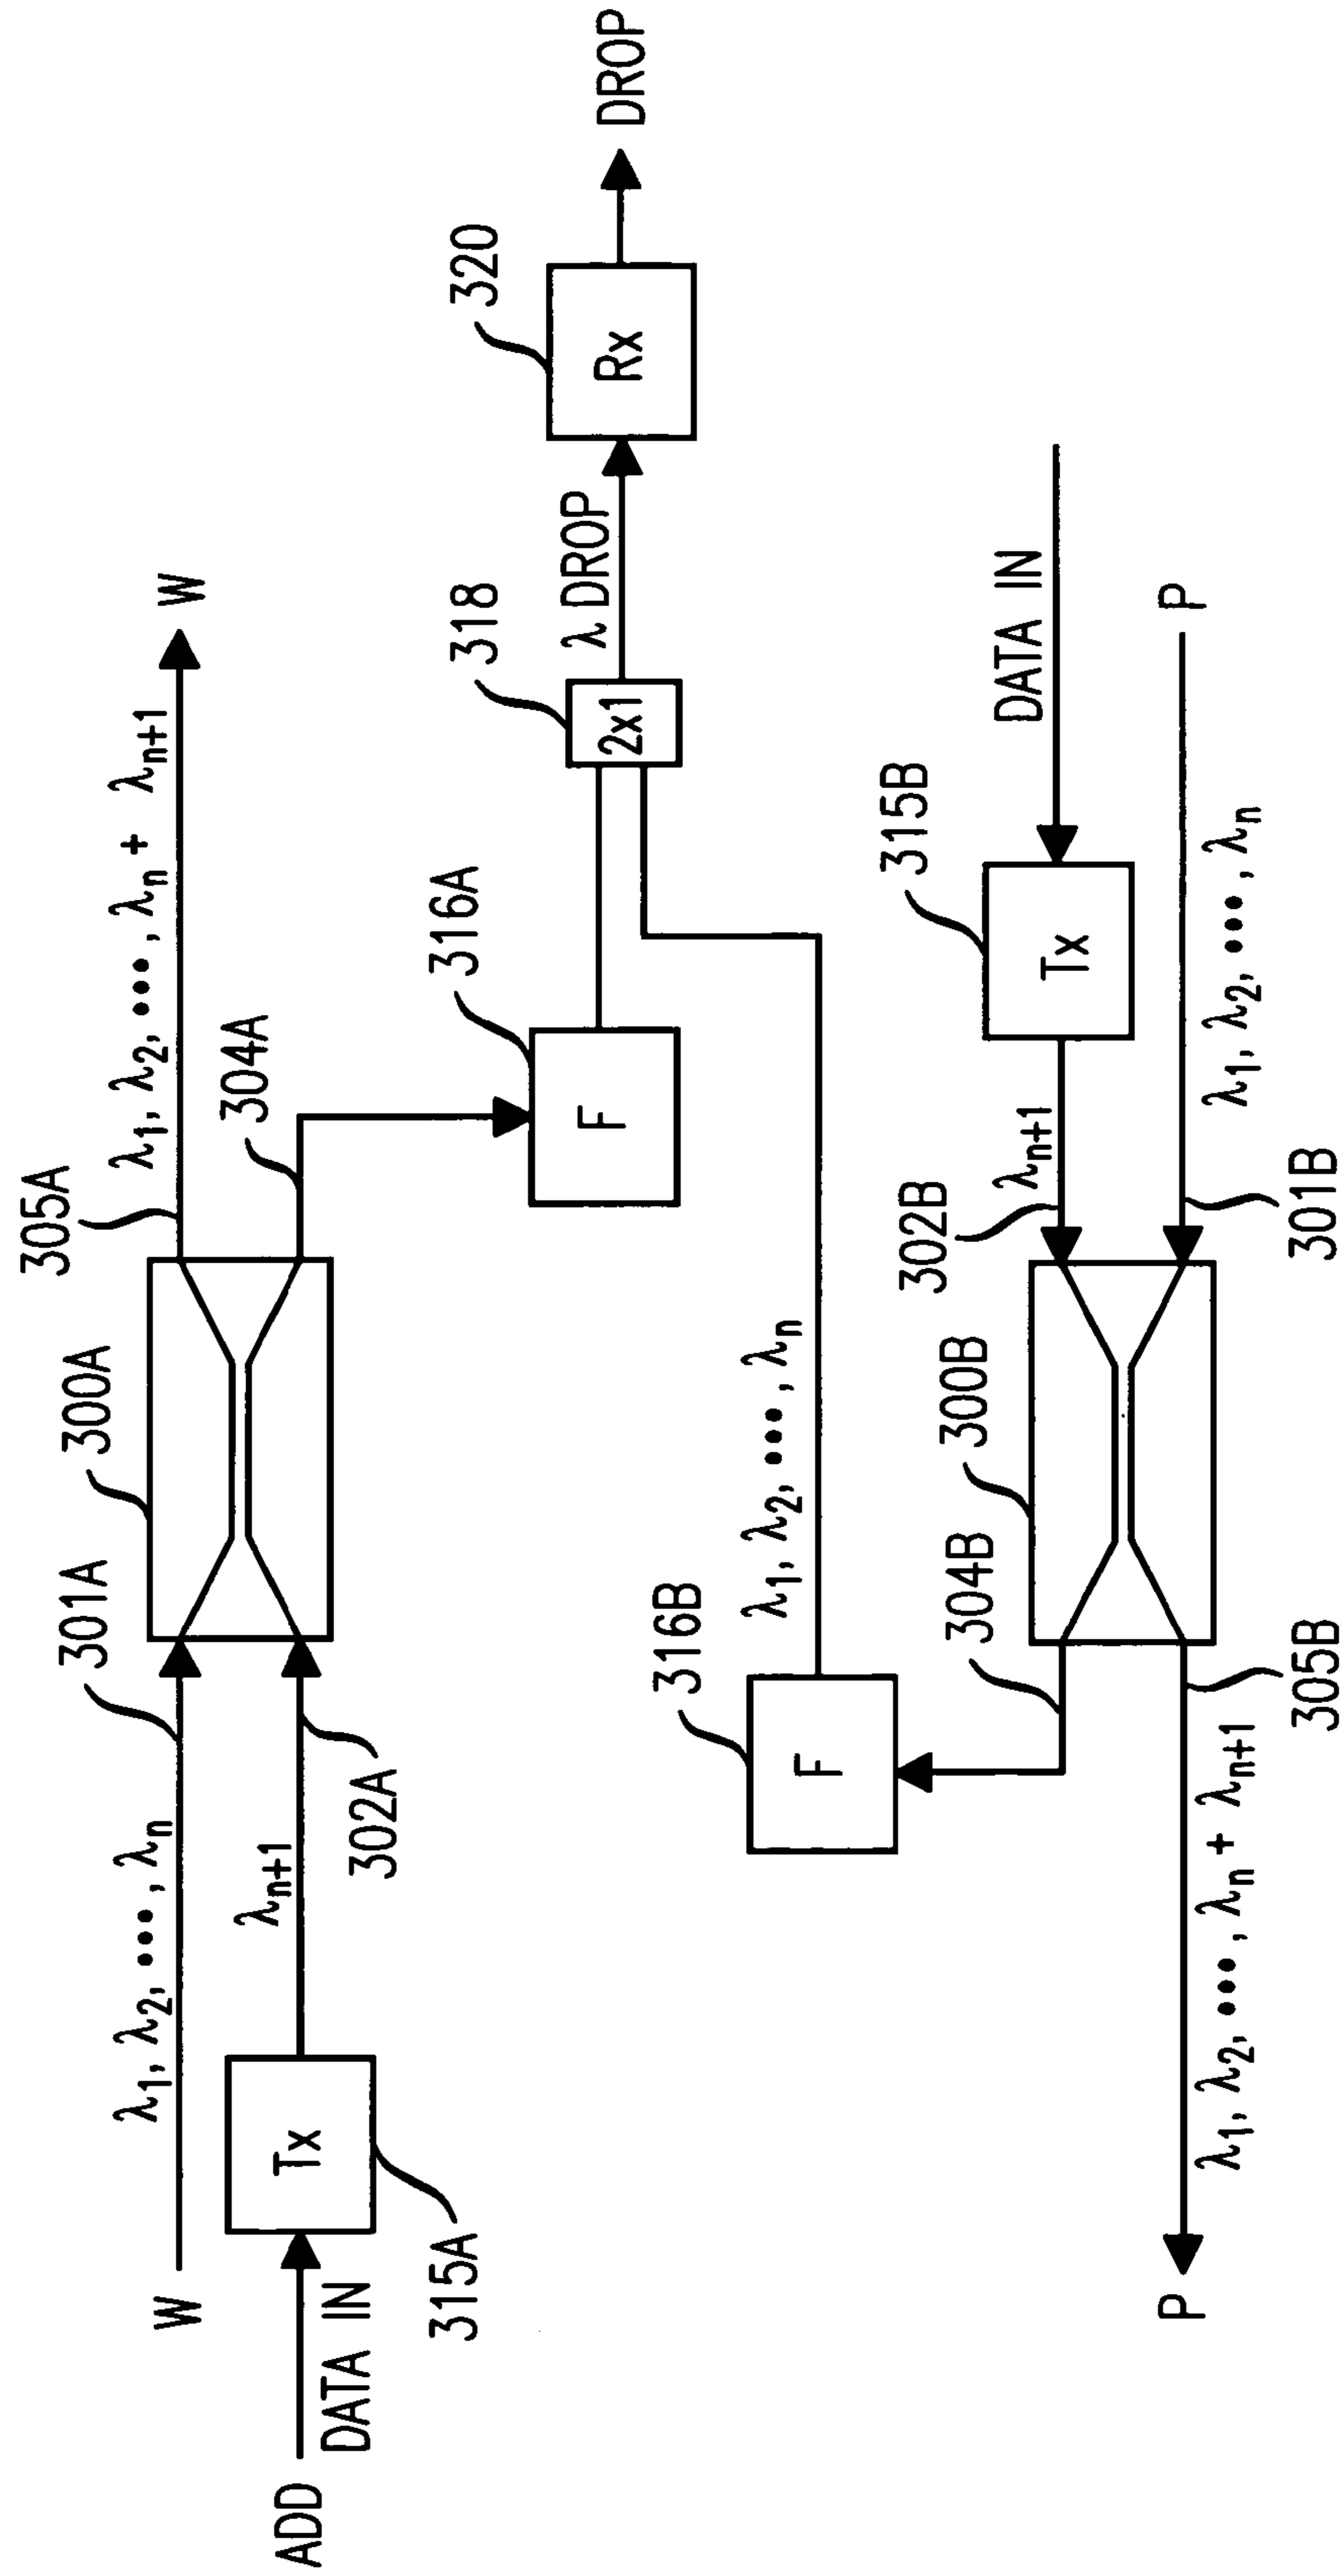 305A
λ1, λ2, •••, λn + λn+1
W
300A
301A
304A
W
λ1, λ2, •••, λn
λn+1
302A
ADD
DATA IN
Tx
315A
316A
F
318
2x1
λ DROP
320
Rx
DROP
316B
F
λ1, λ2, •••, λn
315B
Tx
DATA IN
302B
λn+1
300B
304B
P
λ1, λ2, •••, λn
301B
305B
P
λ1, λ2, •••, λn + λn+1